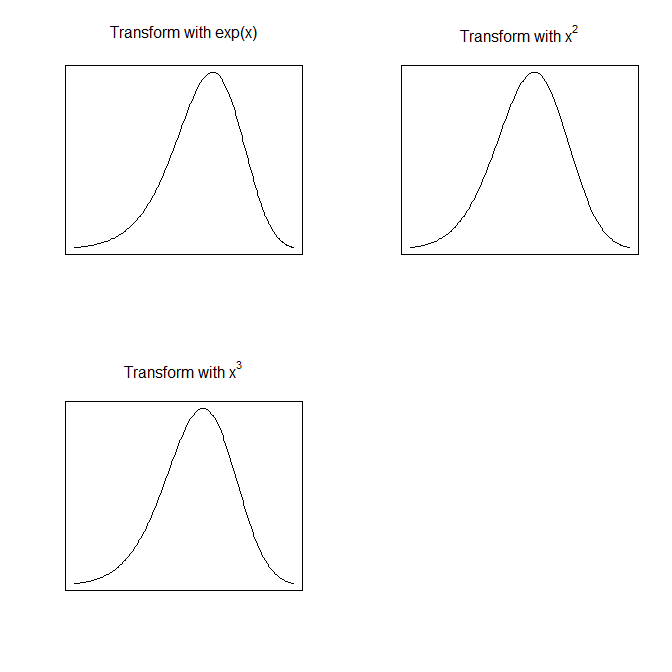 Transform with exp(x)
Transform with x²
Transform with x³